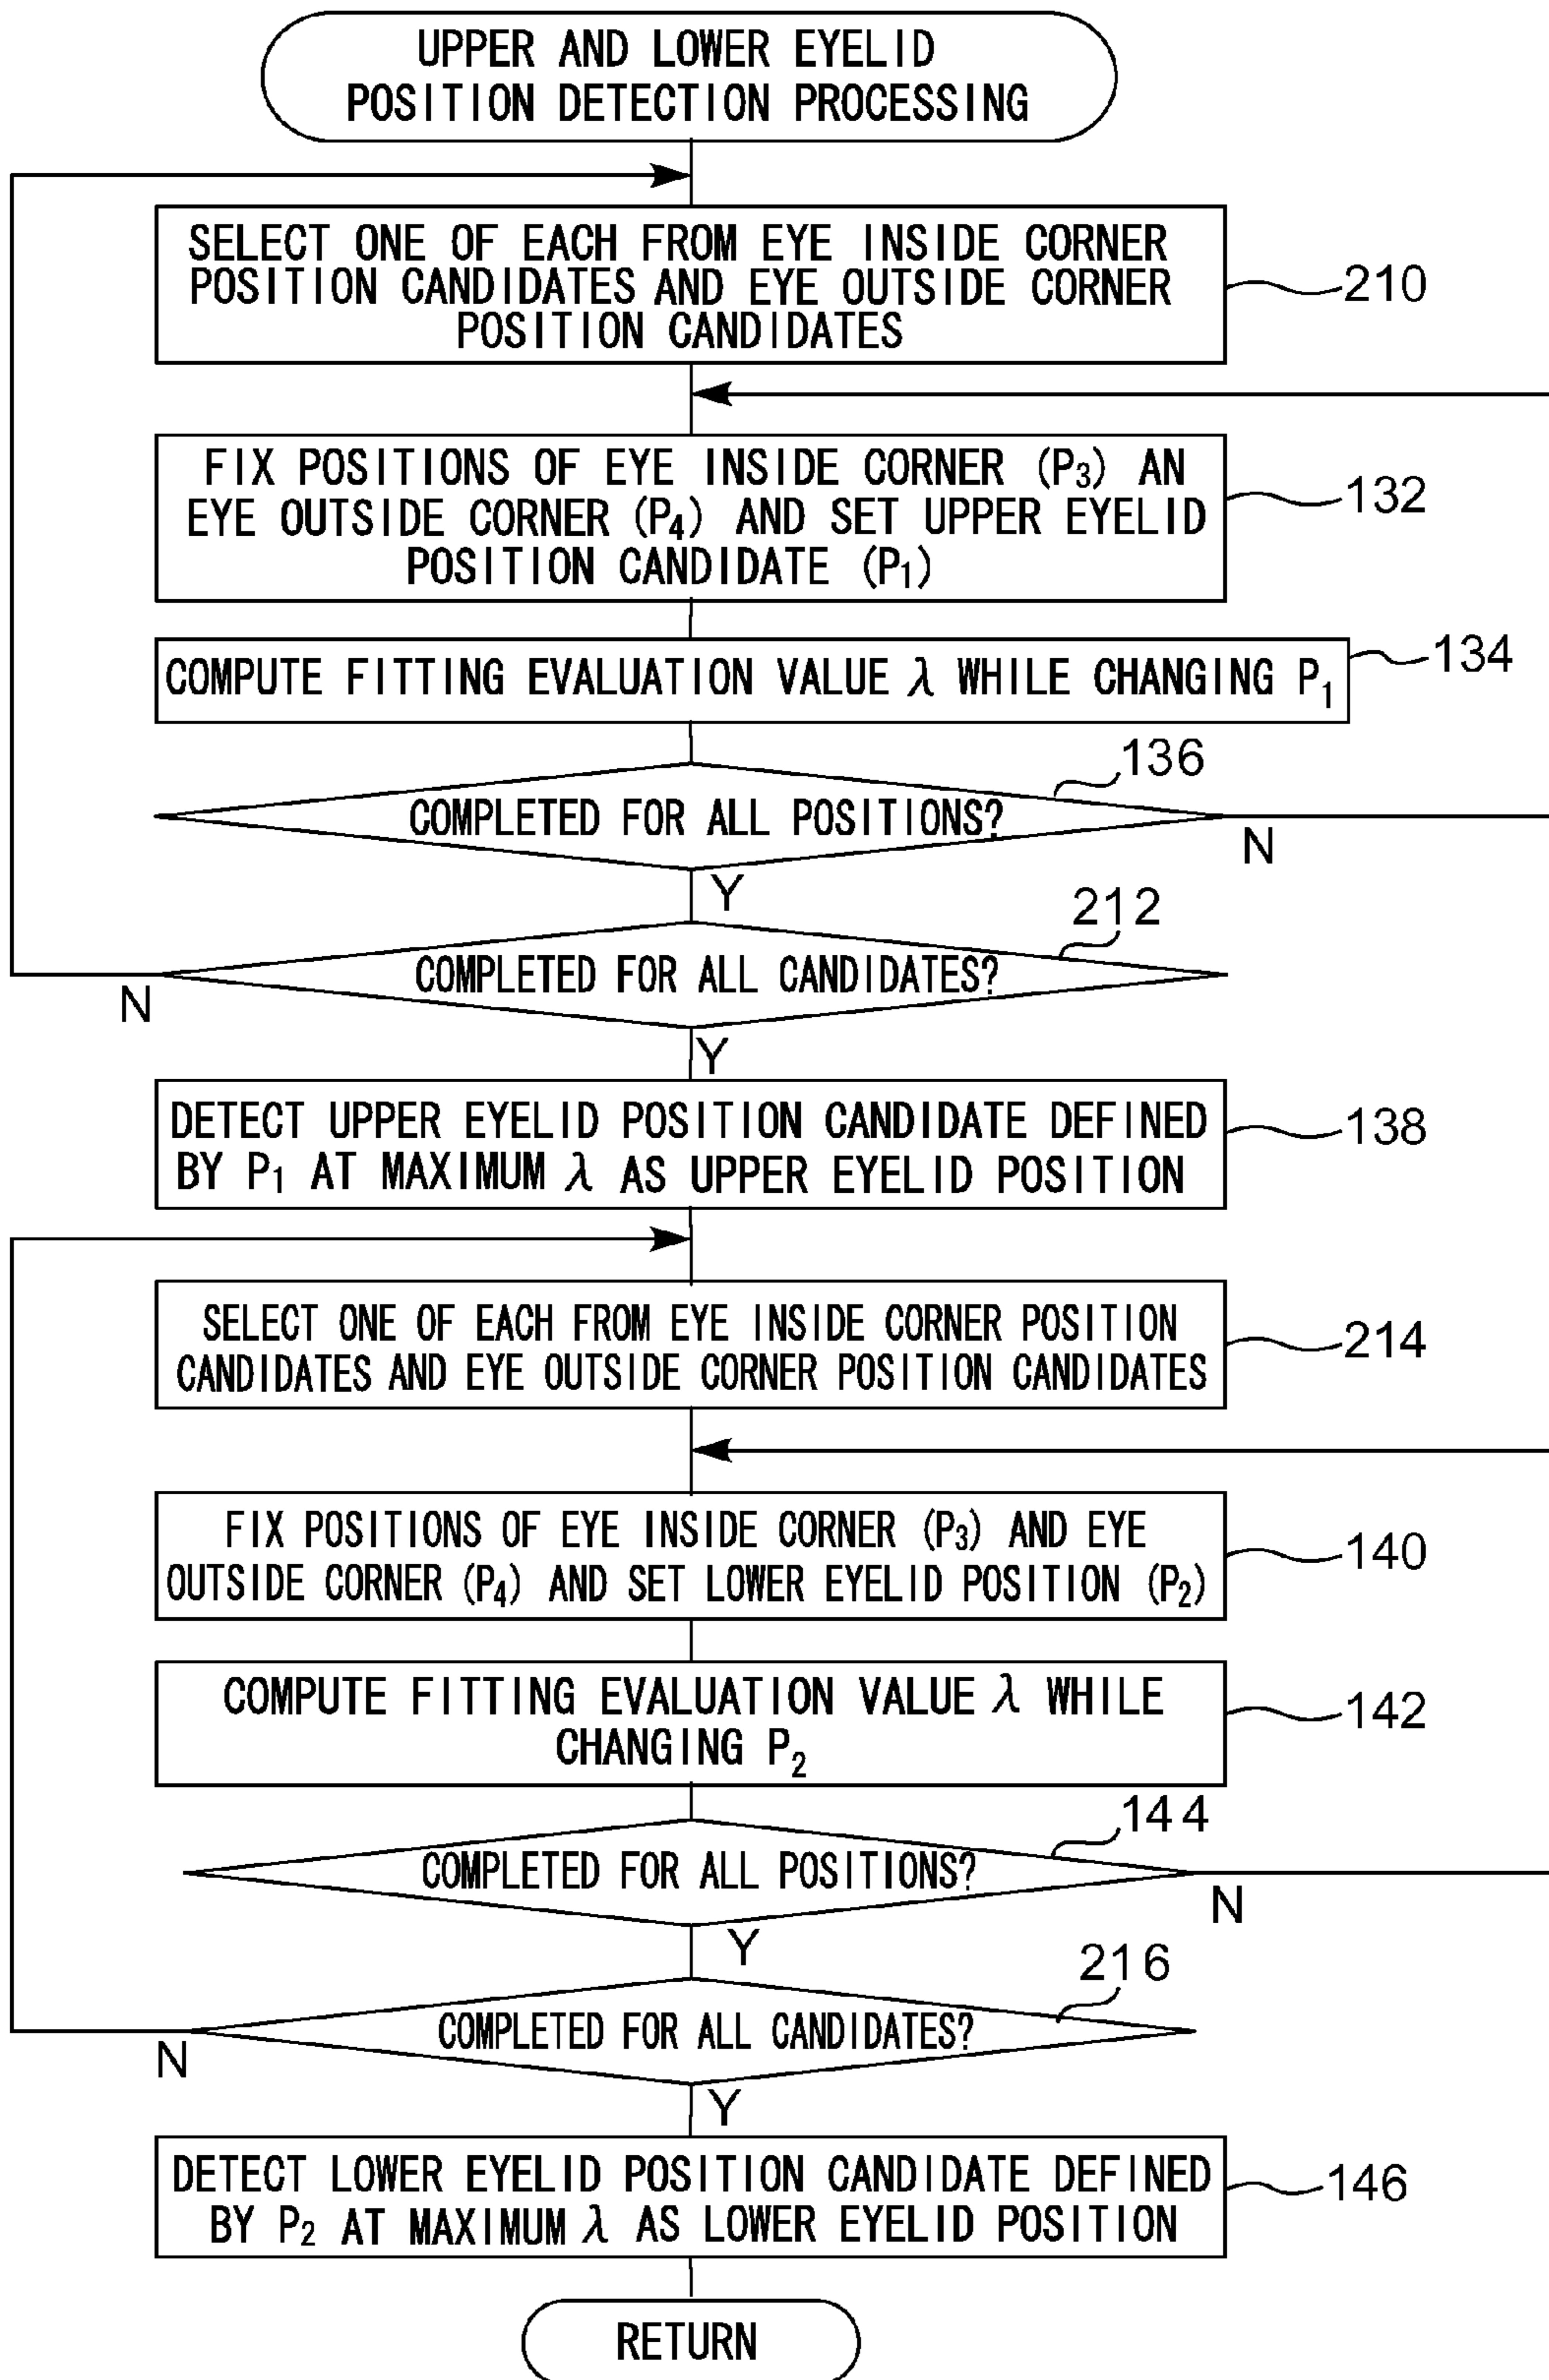 UPPER AND LOWER EYELID
POSITION DETECTION PROCESSING
SELECT ONE OF EACH FROM EYE INSIDE CORNER
POSITION CANDIDATES AND EYE OUTSIDE CORNER
POSITION CANDIDATES
210
FIX POSITIONS OF EYE INSIDE CORNER (P3) AN
EYE OUTSIDE CORNER (P4) AND SET UPPER EYELID
POSITION CANDIDATE (P1)
132
COMPUTE FITTING EVALUATION VALUE λ WHILE CHANGING P1
134
136
COMPLETED FOR ALL POSITIONS?
N
Y
212
COMPLETED FOR ALL CANDIDATES?
N
Y
DETECT UPPER EYELID POSITION CANDIDATE DEFINED
BY P1 AT MAXIMUM λ AS UPPER EYELID POSITION
138
SELECT ONE OF EACH FROM EYE INSIDE CORNER POSITION
CANDIDATES AND EYE OUTSIDE CORNER POSITION CANDIDATES
214
FIX POSITIONS OF EYE INSIDE CORNER (P3) AND EYE
OUTSIDE CORNER (P4) AND SET LOWER EYELID POSITION (P2)
140
COMPUTE FITTING EVALUATION VALUE λ WHILE
CHANGING P2
142
144
COMPLETED FOR ALL POSITIONS?
N
Y
216
COMPLETED FOR ALL CANDIDATES?
N
Y
DETECT LOWER EYELID POSITION CANDIDATE DEFINED
BY P2 AT MAXIMUM λ AS LOWER EYELID POSITION
146
RETURN